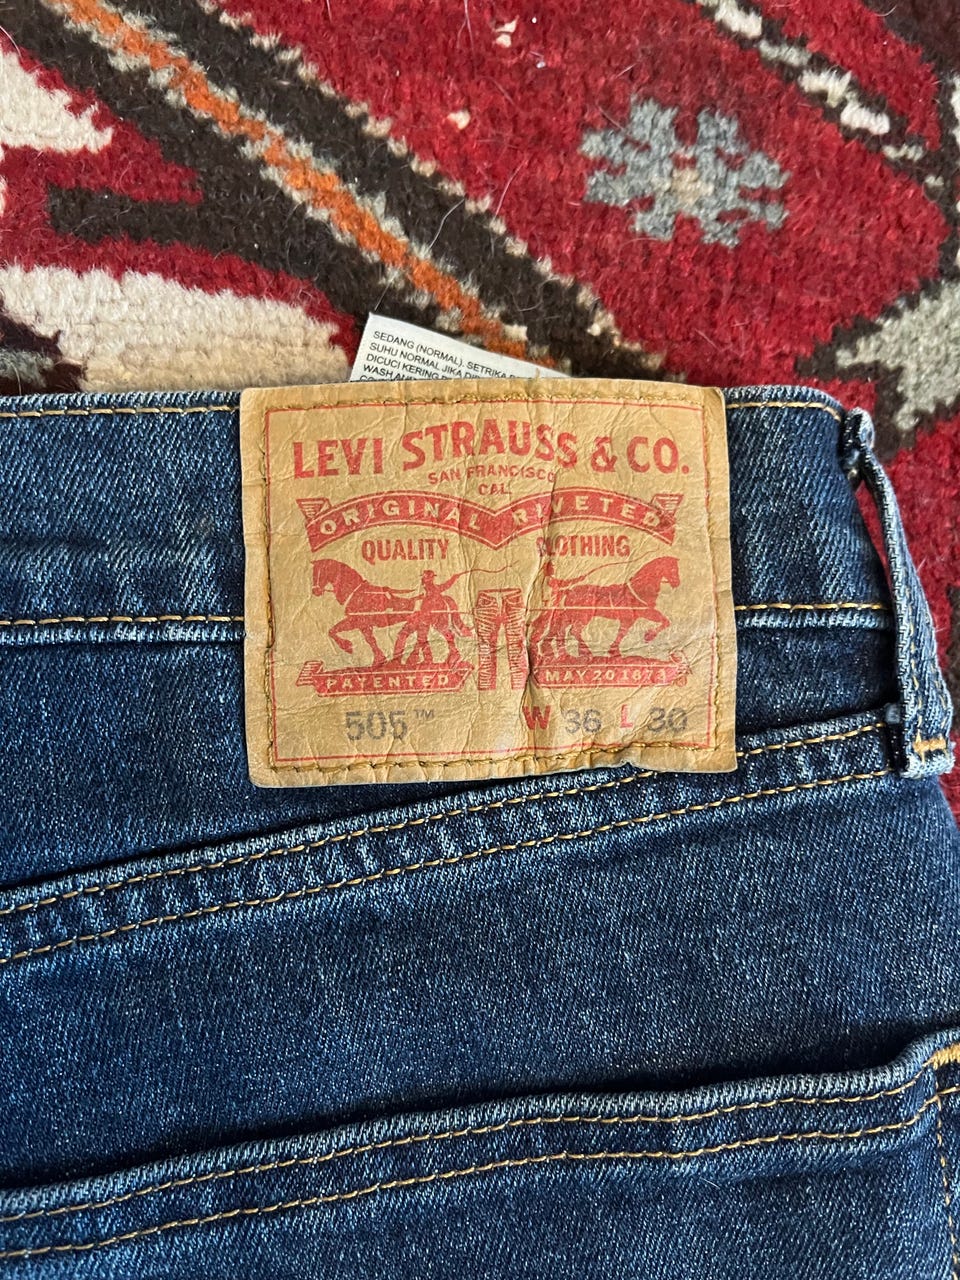 SEDANG (NORMAL). SETRIKA
SUHU NORMAL JIKA
DICUCI KERING
LEVI STRAUSS & CO.
SAN FRANCISCO
CAL.
ORIGINAL RIVETED
QUALITY CLOTHING
PATENTED MAY 20 1873
505™ W 36 L 30